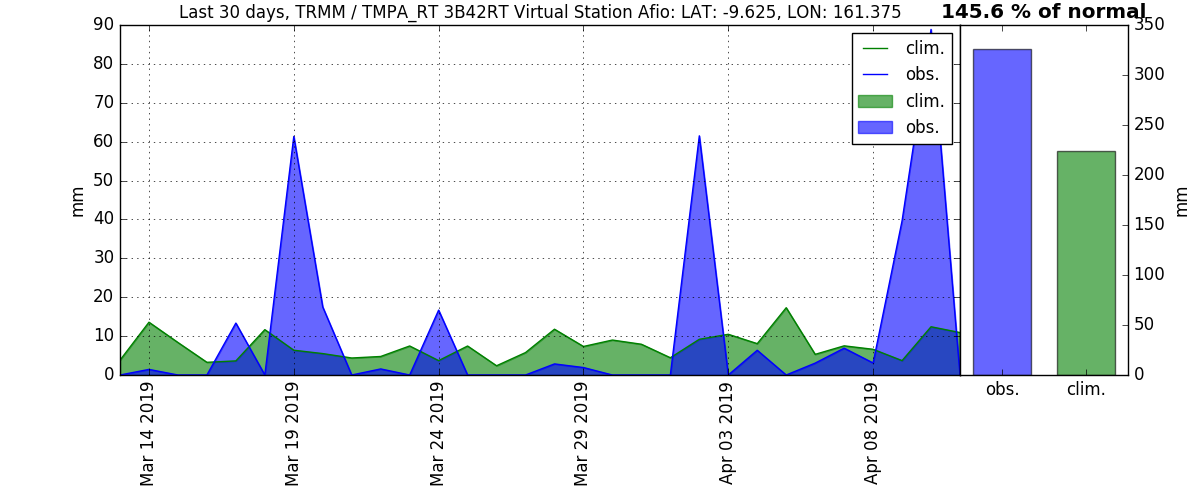 Last 30 days, TRMM / TMPA_RT 3B42RT Virtual Station Afio: LAT: -9.625, LON: 161.375
145.6 % of normal
90
80
70
60
50
40
30
20
10
0
mm
clim.
obs.
clim.
obs.
350
300
250
200
150
100
50
0
mm
Mar 14 2019
Mar 19 2019
Mar 24 2019
Mar 29 2019
Apr 03 2019
Apr 08 2019
obs.
clim.